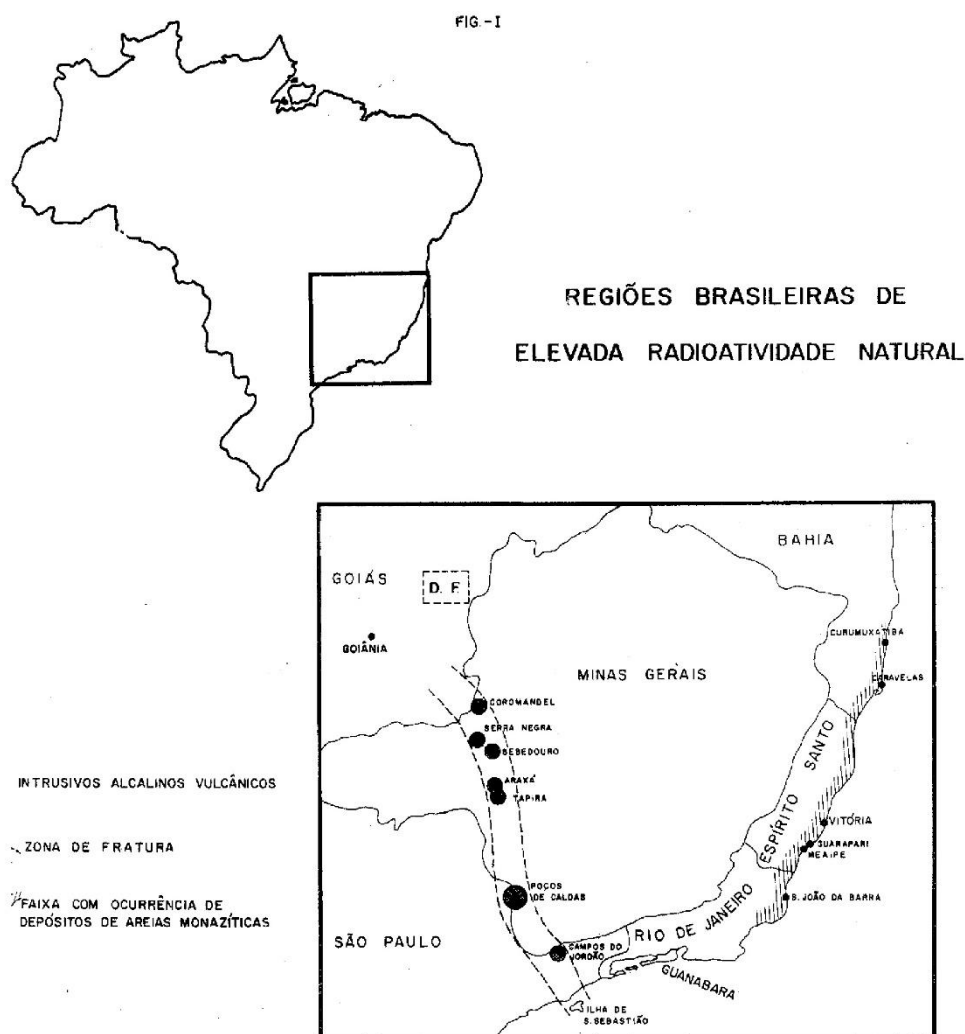 FIG.-I
REGIÕES BRASILEIRAS DE
ELEVADA RADIOATIVIDADE NATURAL
BAHIA
GOIÁS
D. F.
GOIÂNIA
CURUMUXATIBA
MINAS GERAIS
CARAVELAS
COROMANDEL
SERRA NEGRA
SEBEDOURO
ARAXÁ
TAPIRA
ESPÍRITO SANTO
VITÓRIA
GUARAPARI
MEAIPE
POÇOS
DE CALDAS
S. JOÃO DA BARRA
RIO DE JANEIRO
SÃO PAULO
CAMPOS DO
JORDÃO
GUANABARA
ILHA DE
S. SEBASTIÃO
INTRUSIVOS ALCALINOS VULCÂNICOS
ZONA DE FRATURA
FAIXA COM OCURRÊNCIA DE
DEPÓSITOS DE AREIAS MONAZÍTICAS